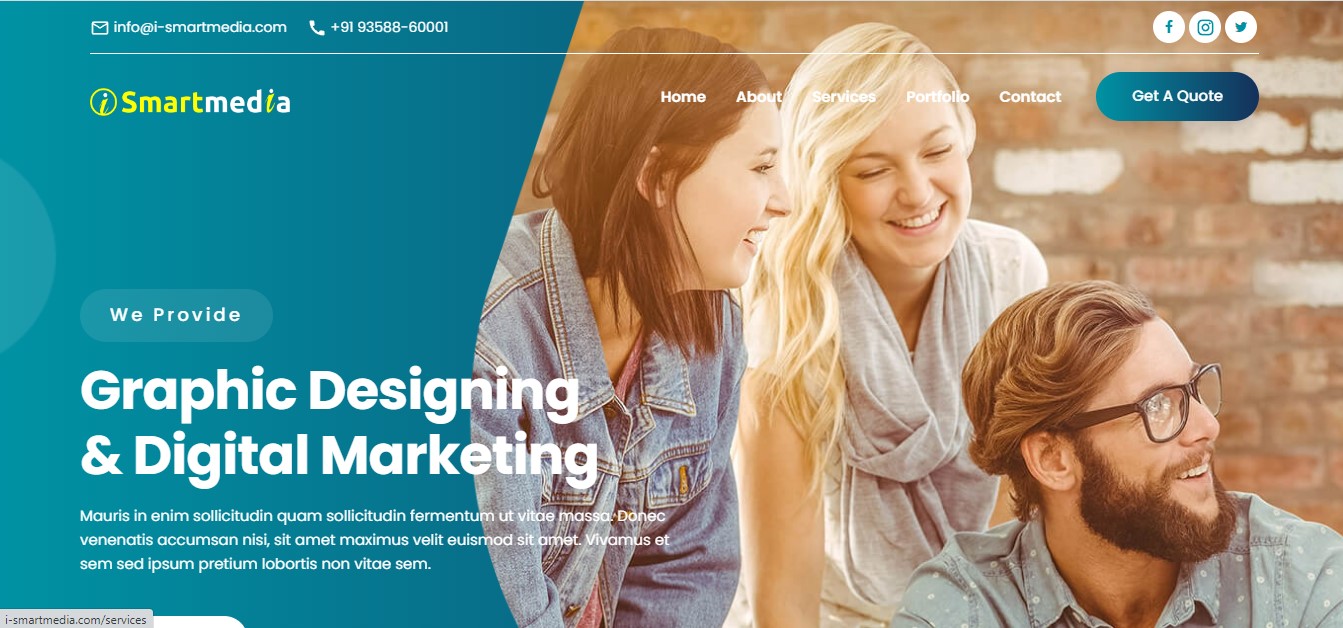 info@i-smartmedia.com +91 93588-60001
i Smartmedia
Home About Services Portfolio Contact Get A Quote
We Provide
Graphic Designing
& Digital Marketing
Mauris in enim sollicitudin quam sollicitudin fermentum ut vitae massa. Donec
venenatis accumsan nisi, sit amet maximus velit euismod sit amet. Vivamus et
sem sed ipsum pretium lobortis non vitae sem.
i-smartmedia.com/services